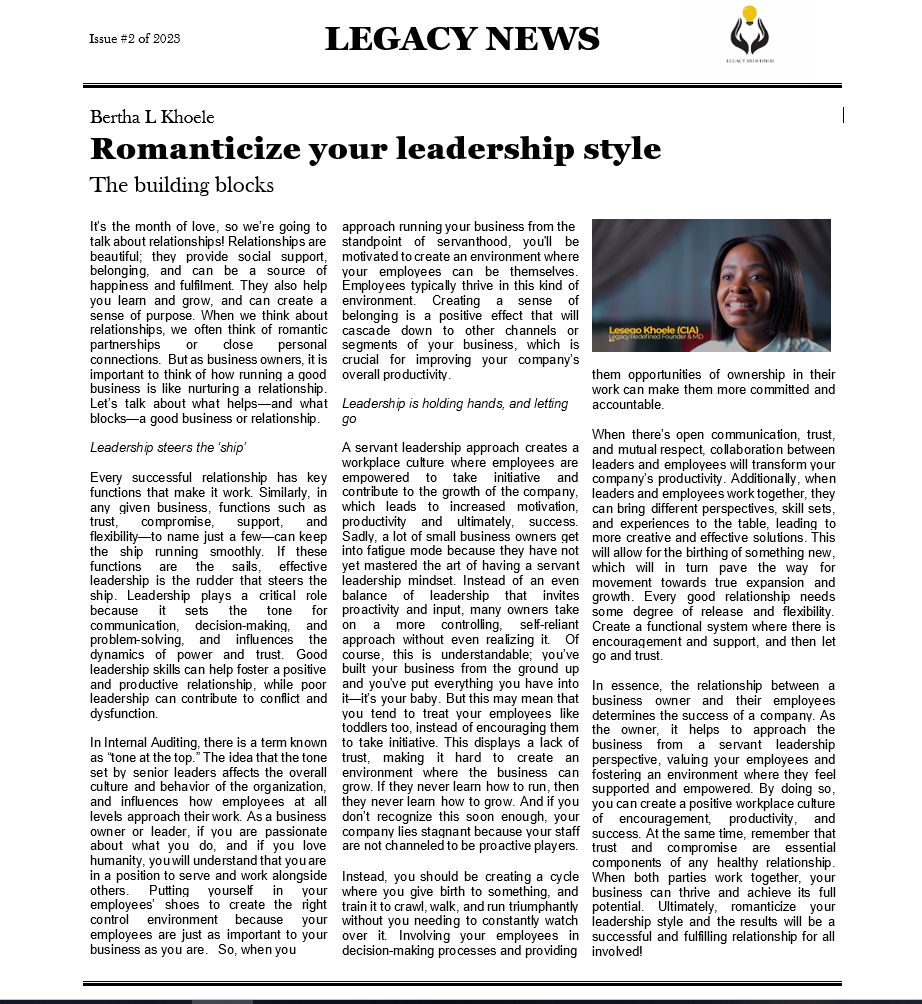 Issue #2 of 2023
LEGACY NEWS
Bertha L Khoele
Romanticize your leadership style
The building blocks
It's the month of love, so we're going to
talk about relationships! Relationships are
beautiful; they provide social support,
belonging, and can be a source of
happiness and fulfilment. They also help
you learn and grow, and can create a
sense of purpose. When we think about
relationships, we often think of romantic
partnerships or close personal
connections. But as business owners, it is
important to think of how running a good
business is like nurturing a relationship.
Let's talk about what helps—and what
blocks—a good business or relationship.
Leadership steers the 'ship'
Every successful relationship has key
functions that make it work. Similarly, in
any given business, functions such as
trust, compromise, support, and
flexibility—to name just a few—can keep
the ship running smoothly. If these
functions are the sails, effective
leadership is the rudder that steers the
ship. Leadership plays a critical role
because it sets the tone for
communication, decision-making, and
problem-solving, and influences the
dynamics of power and trust. Good
leadership skills can help foster a positive
and productive relationship, while poor
leadership can contribute to conflict and
dysfunction.
In Internal Auditing, there is a term known
as "tone at the top." The idea that the tone
set by senior leaders affects the overall
culture and behavior of the organization,
and influences how employees at all
levels approach their work. As a business
owner or leader, if you are passionate
about what you do, and if you love
humanity, you will understand that you are
in a position to serve and work alongside
others. Putting yourself in your
employees' shoes to create the right
control environment because your
employees are just as important to your
business as you are. So, when you
approach running your business from the
standpoint of servanthood, you'll be
motivated to create an environment where
your employees can be themselves.
Employees typically thrive in this kind of
environment. Creating a sense of
belonging is a positive effect that will
cascade down to other channels or
segments of your business, which is
crucial for improving your company's
overall productivity.
Leadership is holding hands, and letting
go
A servant leadership approach creates a
workplace culture where employees are
empowered to take initiative and
contribute to the growth of the company,
which leads to increased motivation,
productivity and ultimately, success.
Sadly, a lot of small business owners get
into fatigue mode because they have not
yet mastered the art of having a servant
leadership mindset. Instead of an even
balance of leadership that invites
proactivity and input, many owners take
on a more controlling, self-reliant
approach without even realizing it. Of
course, this is understandable; you've
built your business from the ground up
and you've put everything you have into
it—it's your baby. But this may mean that
you tend to treat your employees like
toddlers too, instead of encouraging them
to take initiative. This displays a lack of
trust, making it hard to create an
environment where the business can
grow. If they never learn how to run, then
they never learn how to grow. And if you
don't recognize this soon enough, your
company lies stagnant because your staff
are not channeled to be proactive players.
Instead, you should be creating a cycle
where you give birth to something, and
train it to crawl, walk, and run triumphantly
without you needing to constantly watch
over it. Involving your employees in
decision-making processes and providing
Lesego Khoele (CIA)
Legacy Redefined Founder & MD
them opportunities of ownership in their
work can make them more committed and
accountable.
When there's open communication, trust,
and mutual respect, collaboration between
leaders and employees will transform your
company's productivity. Additionally, when
leaders and employees work together, they
can bring different perspectives, skill sets,
and experiences to the table, leading to
more creative and effective solutions. This
will allow for the birthing of something new,
which will in turn pave the way for
movement towards true expansion and
growth. Every good relationship needs
some degree of release and flexibility.
Create a functional system where there is
encouragement and support, and then let
go and trust.
In essence, the relationship between a
business owner and their employees
determines the success of a company. As
the owner, it helps to approach the
business from a servant leadership
perspective, valuing your employees and
fostering an environment where they feel
supported and empowered. By doing so,
you can create a positive workplace culture
of encouragement, productivity, and
success. At the same time, remember that
trust and compromise are essential
components of any healthy relationship.
When both parties work together, your
business can thrive and achieve its full
potential. Ultimately, romanticize your
leadership style and the results will be a
successful and fulfilling relationship for all
involved!